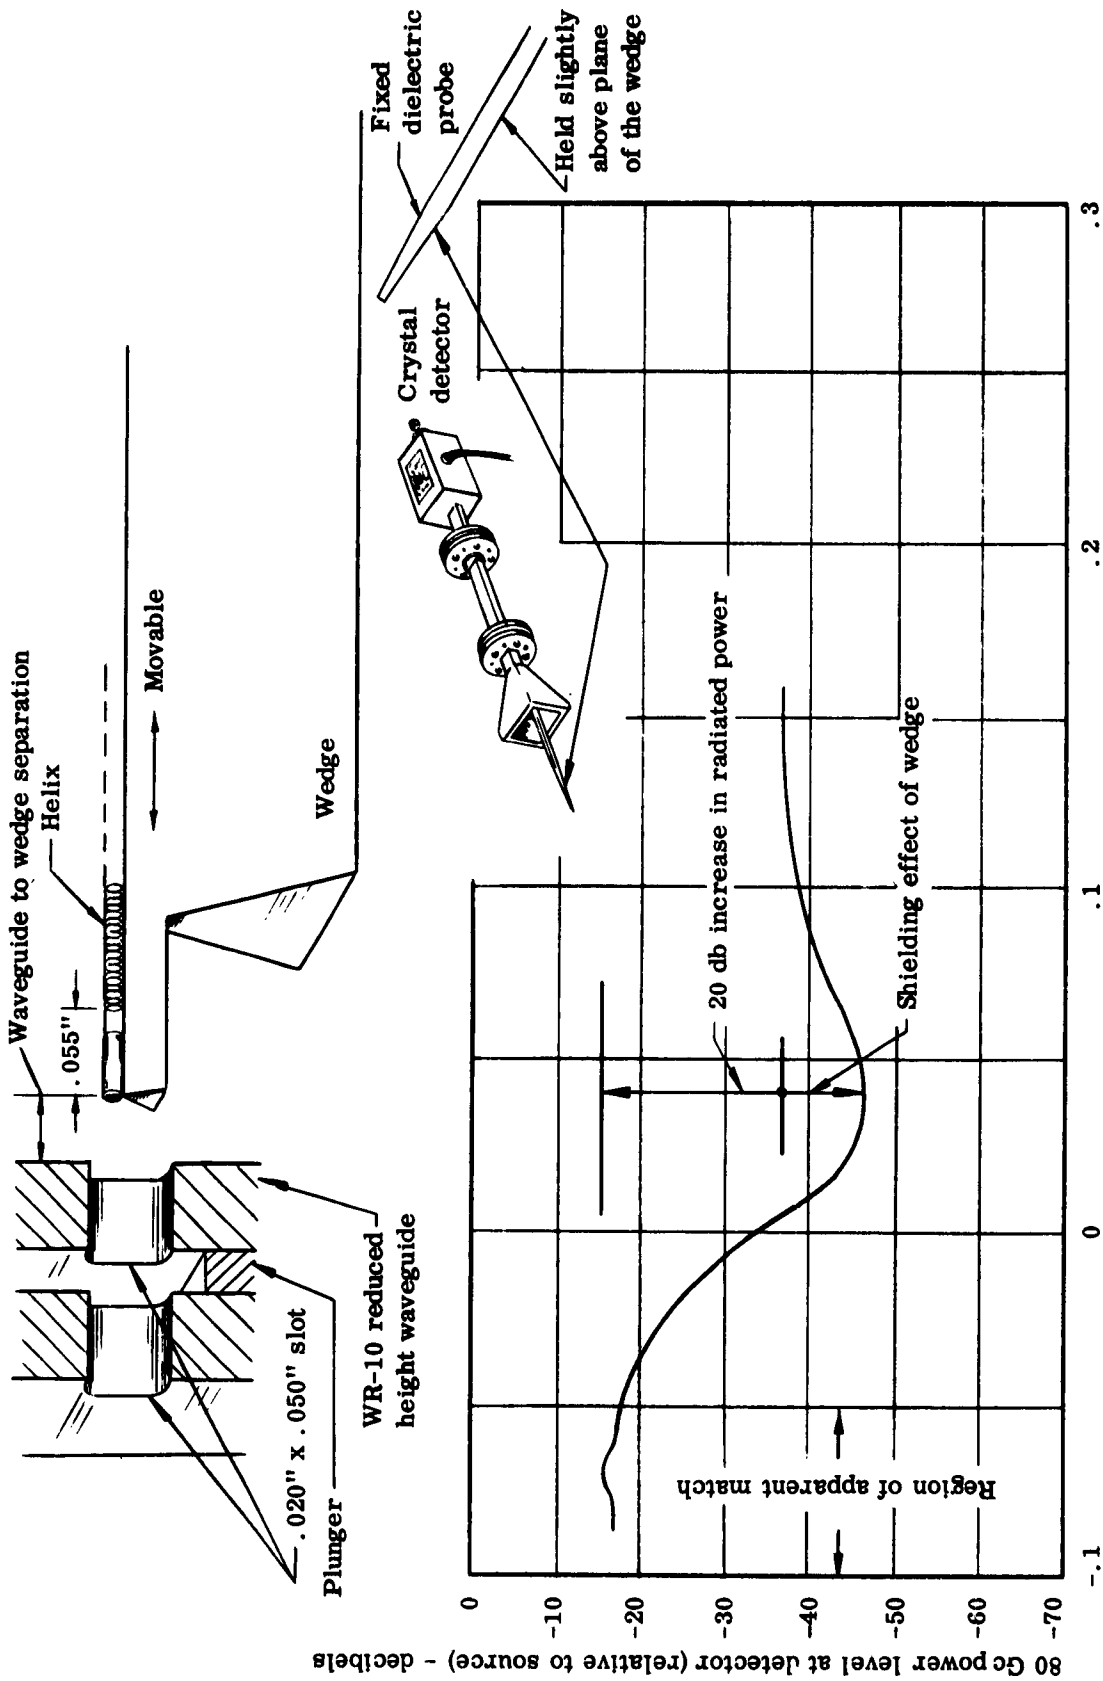 Waveguide to wedge separation
Helix
.055"
Movable
Wedge
.020" x .050" slot
Plunger
WR-10 reduced
height waveguide
Crystal
detector
Fixed
dielectric
probe
Held slightly
above plane
of the wedge
80 Gc power level at detector (relative to source) - decibels
0
-10
-20
-30
-40
-50
-60
-70
20 db increase in radiated power
Shielding effect of wedge
Region of apparent match
-.1
0
.1
.2
.3